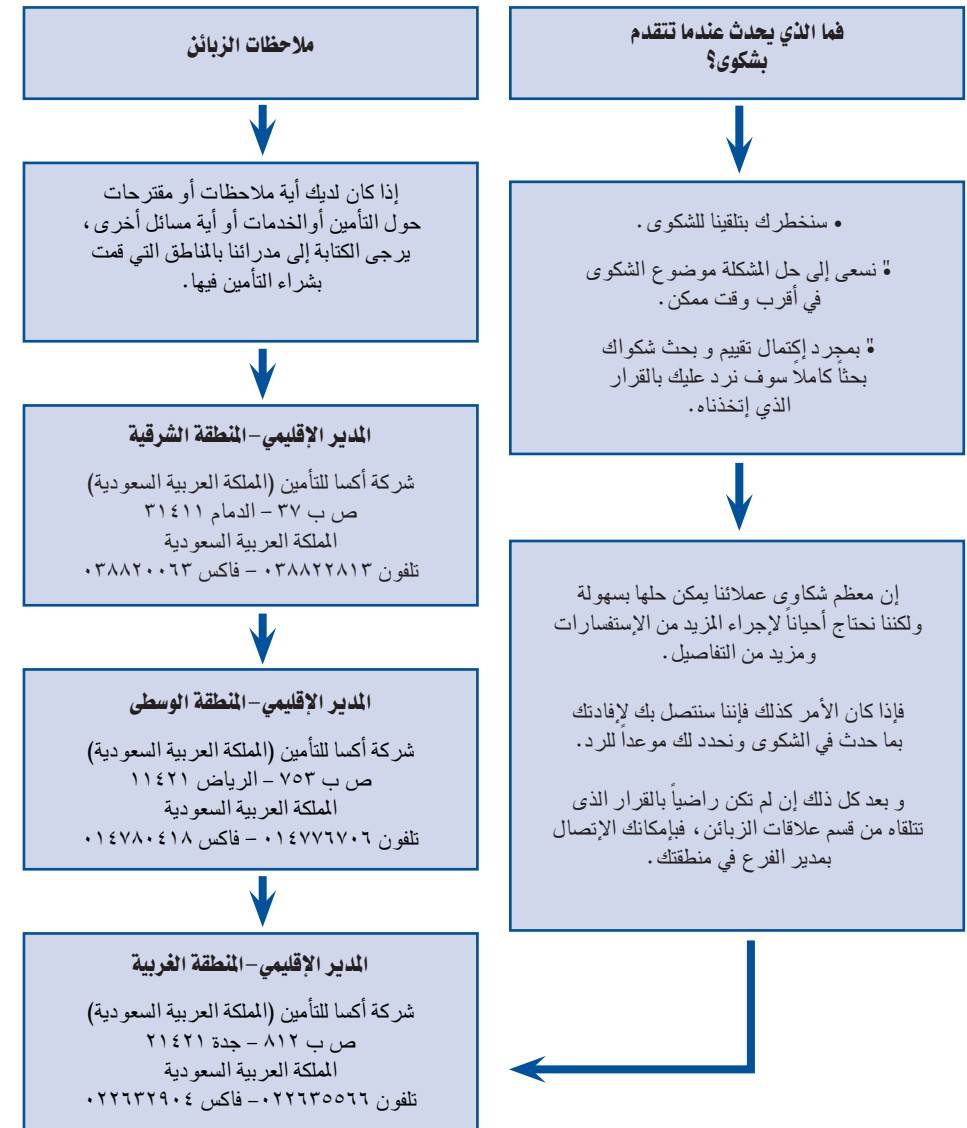 فما الذي يحدث عندما تتقدم
بشكوى؟
• سنخطرك بتلقينا للشكوى.
"• نسعى إلى حل المشكلة موضوع الشكوى
في أقرب وقت ممكن.
"• بمجرد إكتمال تقييم و بحث شكواك
بحثاً كاملاً سوف نرد عليك بالقرار
الذي إتخذناه.
إن معظم شكاوى عملائنا يمكن حلها بسهولة
ولكننا نحتاج أحياناً لإجراء المزيد من الإستفسارات
ومزيد من التفاصيل.
فإذا كان الأمر كذلك فإننا سنتصل بك لإفادتك
بما حدث في الشكوى ونحدد لك موعداً للرد.
و بعد كل ذلك إن لم تكن راضياً بالقرار الذى
تتلقاه من قسم علاقات الزبائن، فبإمكانك الإتصال
بمدير الفرع في منطقتك.
ملاحظات الزبائن
إذا كان لديك أية ملاحظات أو مقترحات
حول التأمين أوالخدمات أو أية مسائل أخرى،
يرجى الكتابة إلى مدرائنا بالمناطق التي قمت
بشراء التأمين فيها.
المدير الإقليمي-المنطقة الشرقية
شركة أكسا للتأمين (المملكة العربية السعودية)
ص ب ٣٧ – الدمام ٣١٤١١
المملكة العربية السعودية
تلفون ٠٣٨٨٢٢٨١٣ – فاكس ٠٣٨٨٢٠٠٦٣
المدير الإقليمي-المنطقة الوسطى
شركة أكسا للتأمين (المملكة العربية السعودية)
ص ب ٧٥٣ – الرياض ١١٤٢١
المملكة العربية السعودية
تلفون ٠١٤٧٧٦٧٠٦ – فاكس ٠١٤٧٨٠٤١٨
المدير الإقليمي-المنطقة الغربية
شركة أكسا للتأمين (المملكة العربية السعودية)
ص ب ٨١٢ – جدة ٢١٤٢١
المملكة العربية السعودية
تلفون ٠٢٢٦٣٥٥٦٦– فاكس ٠٢٢٦٣٢٩٠٤